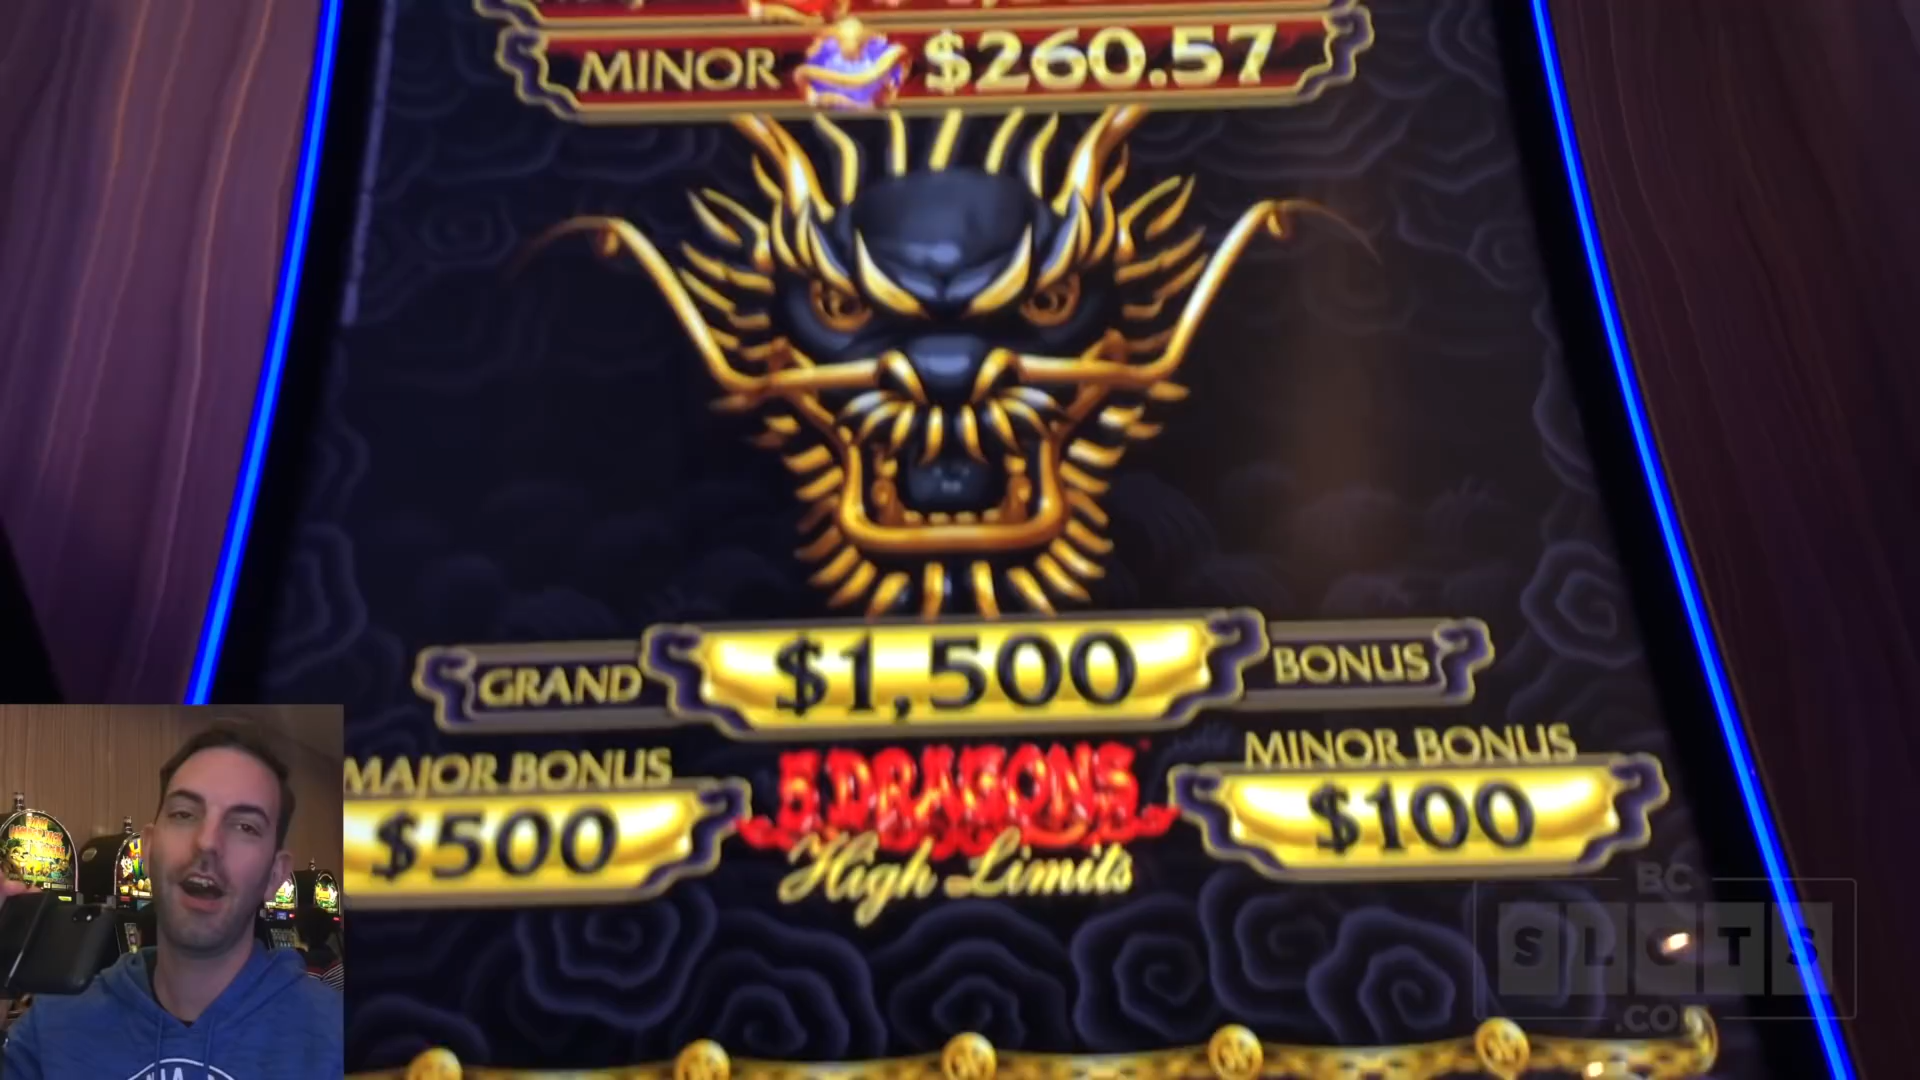 MINOR $260.57
GRAND $1,500 BONUS
MAJOR BONUS
$500
MINOR BONUS
$100
5 DRAGONS
High Limits
BC
SLOTS
.COM